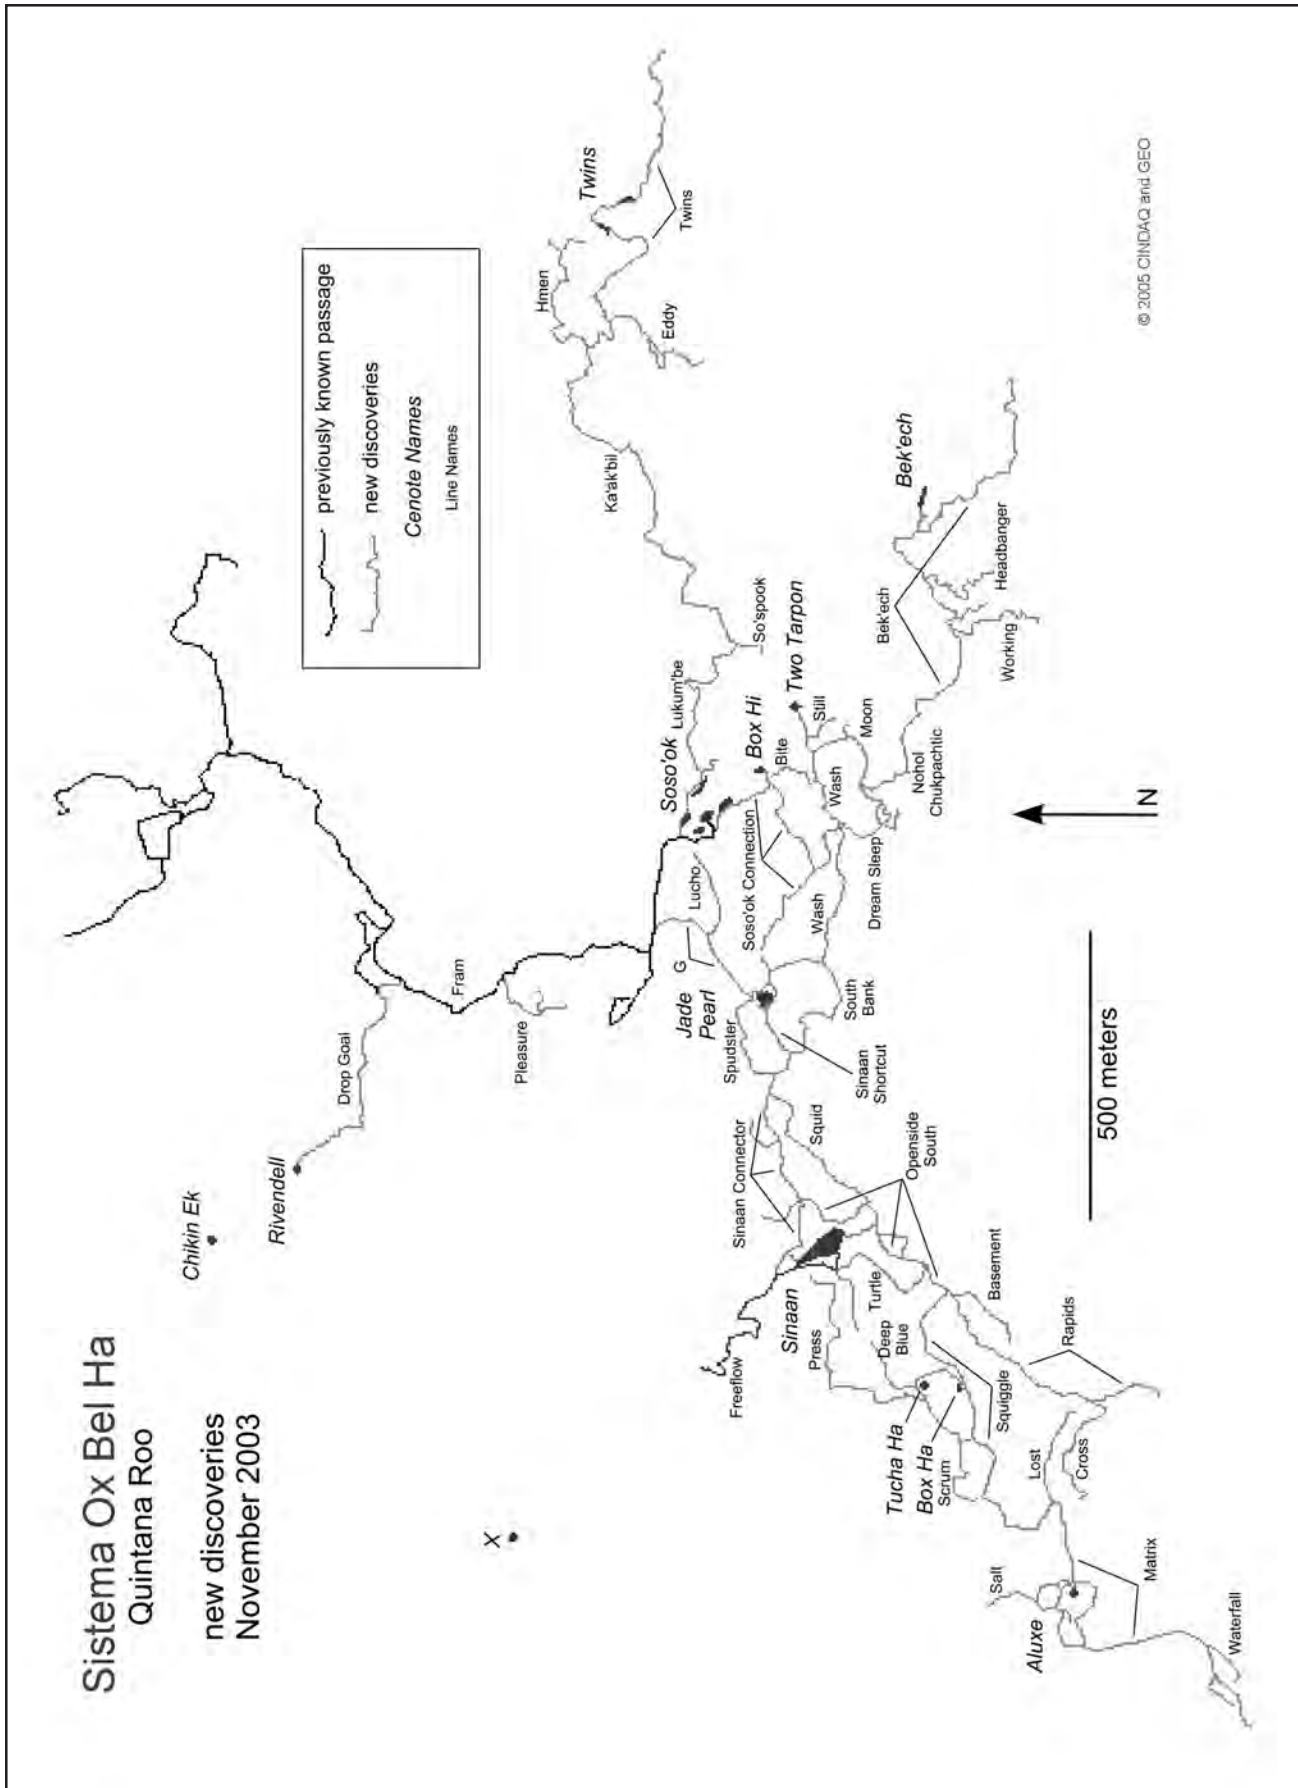 Sistema Ox Bel Ha
Quintana Roo
new discoveries
November 2003
previously known passage
new discoveries
Cenote Names
Line Names
X
Chikin Ek
Rivendell
Drop Goal
Fram
Pleasure
Hmen
Twins
Twins
Eddy
Ka'ak'bil
So'spook
Lukum'be
Soso'ok
Lucho
G
Jade
Pearl
Spudster
Box Hi
Bite
Two Tarpon
Still
Moon
Wash
Soso'ok Connection
Wash
Dream Sleep
Nohol
Chukpachtic
South
Bank
Sinaan
Shortcut
Bek'ech
Bek'ech
Headbanger
Working
Squid
Sinaan Connector
Openside
South
Freeflow
Sinaan
Press
Turtle
Deep
Blue
Basement
Rapids
Squiggle
Tucha Ha
Box Ha
Scrum
Lost
Cross
Salt
Matrix
Aluxe
Waterfall
N
500 meters
© 2005 CINDAQ and GEO